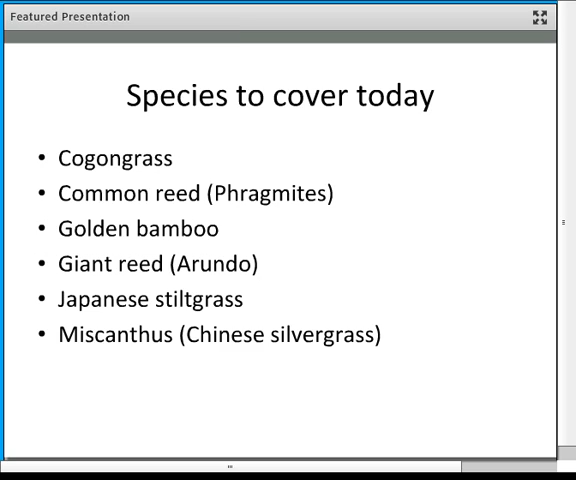 Featured Presentation
Species to cover today
• Cogongrass
• Common reed (Phragmites)
• Golden bamboo
• Giant reed (Arundo)
• Japanese stiltgrass
• Miscanthus (Chinese silvergrass)